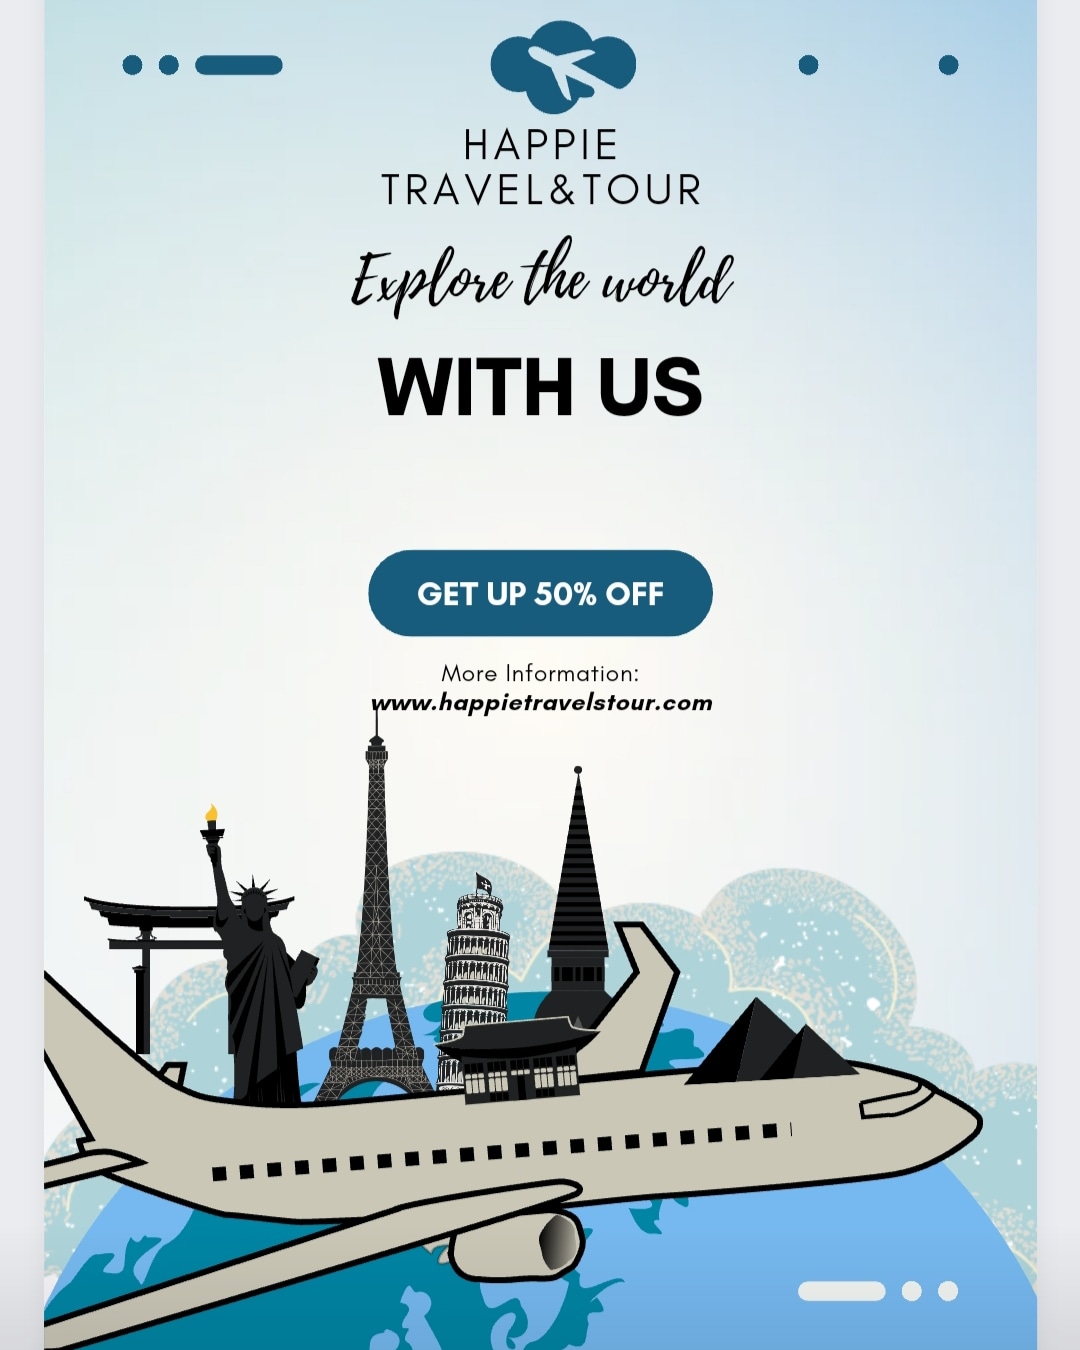 HAPPIE
TRAVEL&TOUR
Explore the world
WITH US
GET UP 50% OFF
More Information:
www.happietravelstour.com